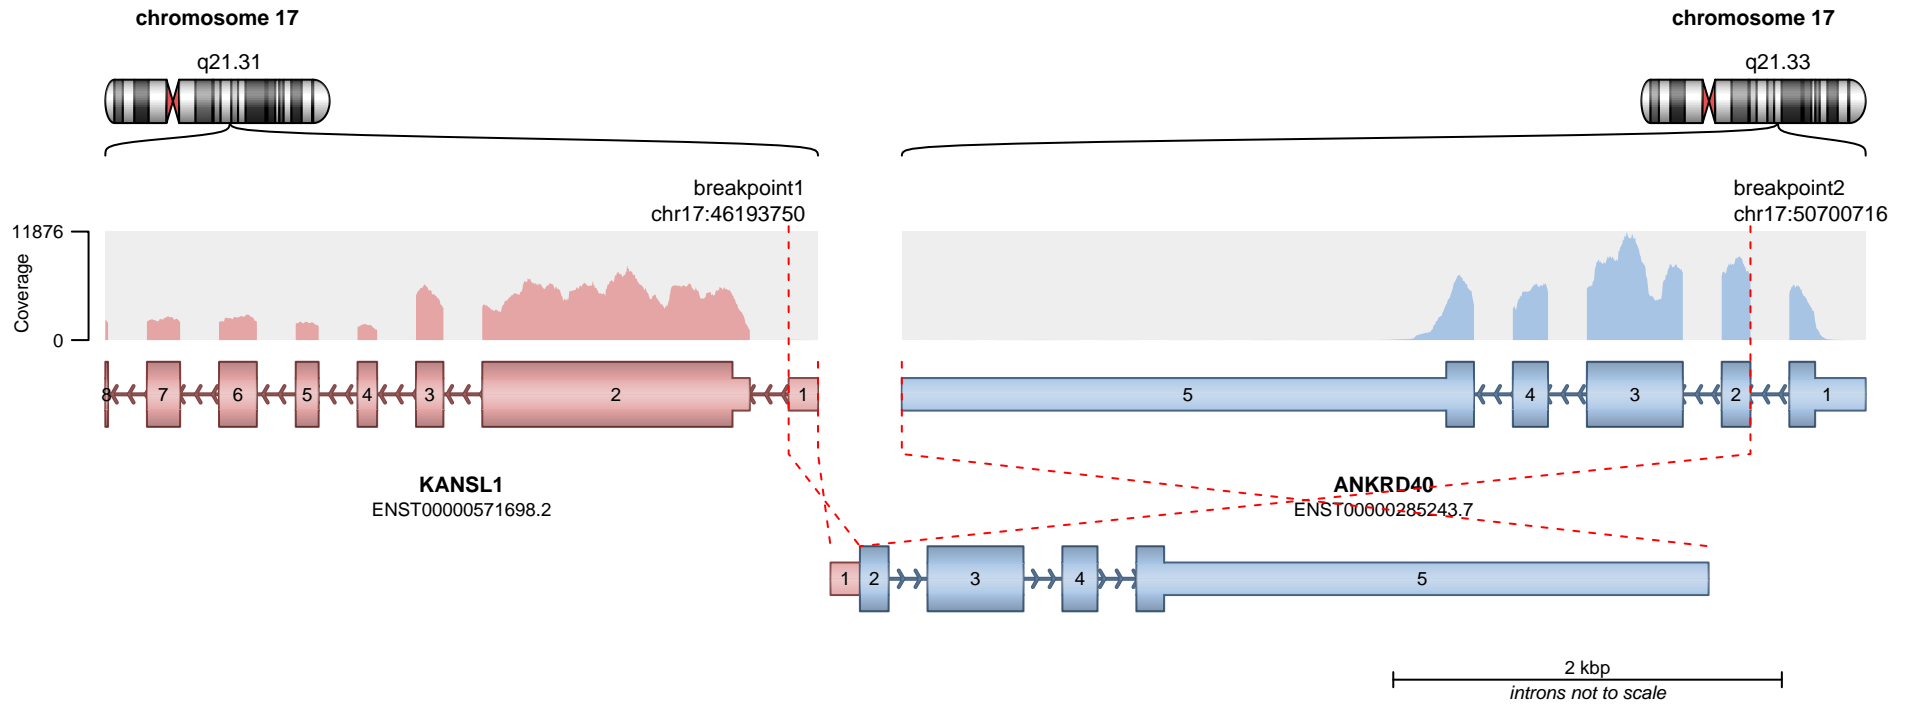 chromosome 17
chromosome 17
q21.31
q21.33
breakpoint1
chr17:46193750
breakpoint2
chr17:50700716
11876
Coverage
0
8 7 6 5 4 3 2 1
5 4 3 2 1
KANSL1
ENST00000571698.2
ANKRD40
ENST00000285243.7
1 2 3 4 5
2 kbp
introns not to scale